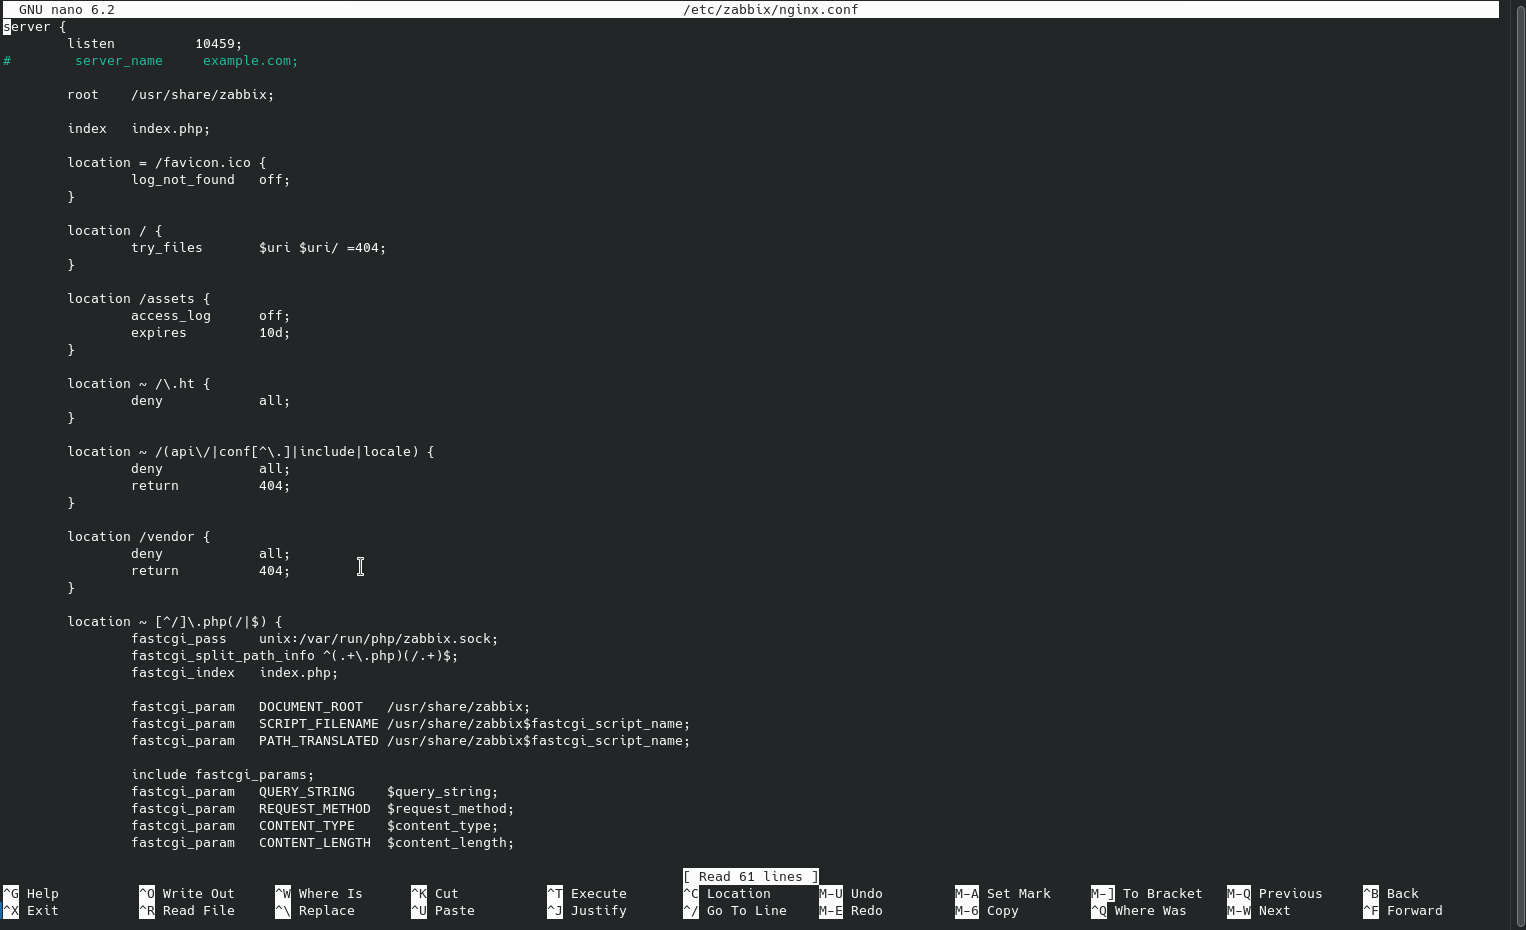 GNU nano 6.2 /etc/zabbix/nginx.conf
server {
        listen          10459;
#        server_name     example.com;

        root    /usr/share/zabbix;

        index   index.php;

        location = /favicon.ico {
                log_not_found   off;
        }

        location / {
                try_files       $uri $uri/ =404;
        }

        location /assets {
                access_log      off;
                expires         10d;
        }

        location ~ /\.ht {
                deny            all;
        }

        location ~ /(api\/|conf[^\.]|include|locale) {
                deny            all;
                return          404;
        }

        location /vendor {
                deny            all;
                return          404;
        }

        location ~ [^/]\.php(/|$) {
                fastcgi_pass    unix:/var/run/php/zabbix.sock;
                fastcgi_split_path_info ^(.+\.php)(/.+)$;
                fastcgi_index   index.php;

                fastcgi_param   DOCUMENT_ROOT   /usr/share/zabbix;
                fastcgi_param   SCRIPT_FILENAME /usr/share/zabbix$fastcgi_script_name;
                fastcgi_param   PATH_TRANSLATED /usr/share/zabbix$fastcgi_script_name;

                include fastcgi_params;
                fastcgi_param   QUERY_STRING    $query_string;
                fastcgi_param   REQUEST_METHOD  $request_method;
                fastcgi_param   CONTENT_TYPE    $content_type;
                fastcgi_param   CONTENT_LENGTH  $content_length;

[ Read 61 lines ]
^G Help ^O Write Out ^W Where Is ^K Cut ^T Execute ^C Location M-U Undo M-A Set Mark M-] To Bracket M-Q Previous ^B Back
^X Exit ^R Read File ^\ Replace ^U Paste ^J Justify ^/ Go To Line M-E Redo M-6 Copy ^Q Where Was M-W Next ^F Forward